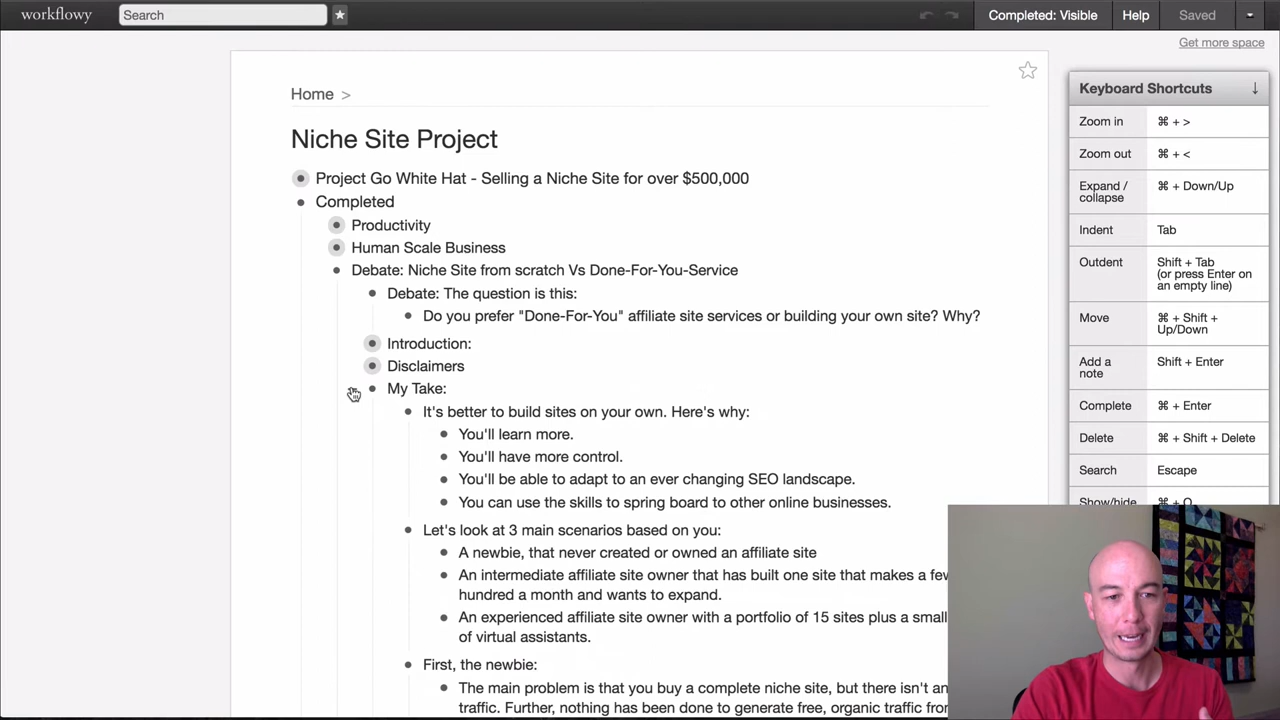 workflowy
Search
Completed: Visible
Help
Saved
Get more space
Home >
Niche Site Project
Project Go White Hat - Selling a Niche Site for over $500,000
Completed
Productivity
Human Scale Business
Debate: Niche Site from scratch Vs Done-For-You-Service
Debate: The question is this:
Do you prefer "Done-For-You" affiliate site services or building your own site? Why?
Introduction:
Disclaimers
My Take:
It's better to build sites on your own. Here's why:
You'll learn more.
You'll have more control.
You'll be able to adapt to an ever changing SEO landscape.
You can use the skills to spring board to other online businesses.
Let's look at 3 main scenarios based on you:
A newbie, that never created or owned an affiliate site
An intermediate affiliate site owner that has built one site that makes a few
hundred a month and wants to expand.
An experienced affiliate site owner with a portfolio of 15 sites plus a small
of virtual assistants.
First, the newbie:
The main problem is that you buy a complete niche site, but there isn't an
traffic. Further, nothing has been done to generate free, organic traffic from
Keyboard Shortcuts ↓
Zoom in ⌘ + >
Zoom out ⌘ + <
Expand / collapse ⌘ + Down/Up
Indent Tab
Outdent Shift + Tab
(or press Enter on
an empty line)
Move ⌘ + Shift +
Up/Down
Add a note Shift + Enter
Complete ⌘ + Enter
Delete ⌘ + Shift + Delete
Search Escape
Show/hide ⌘ + O